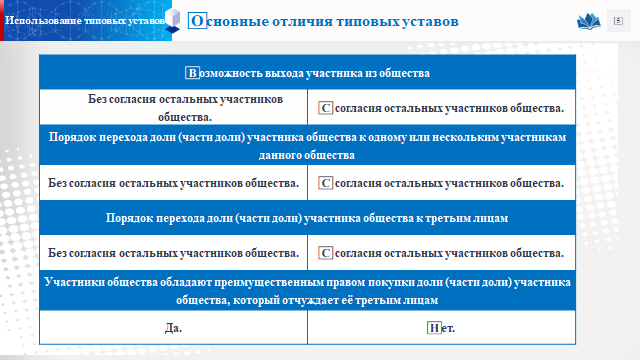 Использование типовых уставов
Основные отличия типовых уставов
5
Возможность выхода участника из общества
Без согласия остальных участников
общества.
С согласия остальных участников общества.
Порядок перехода доли (части доли) участника общества к одному или нескольким участникам
данного общества
Без согласия остальных участников общества.
С согласия остальных участников общества.
Порядок перехода доли (части доли) участника общества к третьим лицам
Без согласия остальных участников общества.
С согласия остальных участников общества.
Участники общества обладают преимущественным правом покупки доли (части доли) участника
общества, который отчуждает её третьим лицам
Да.
Нет.